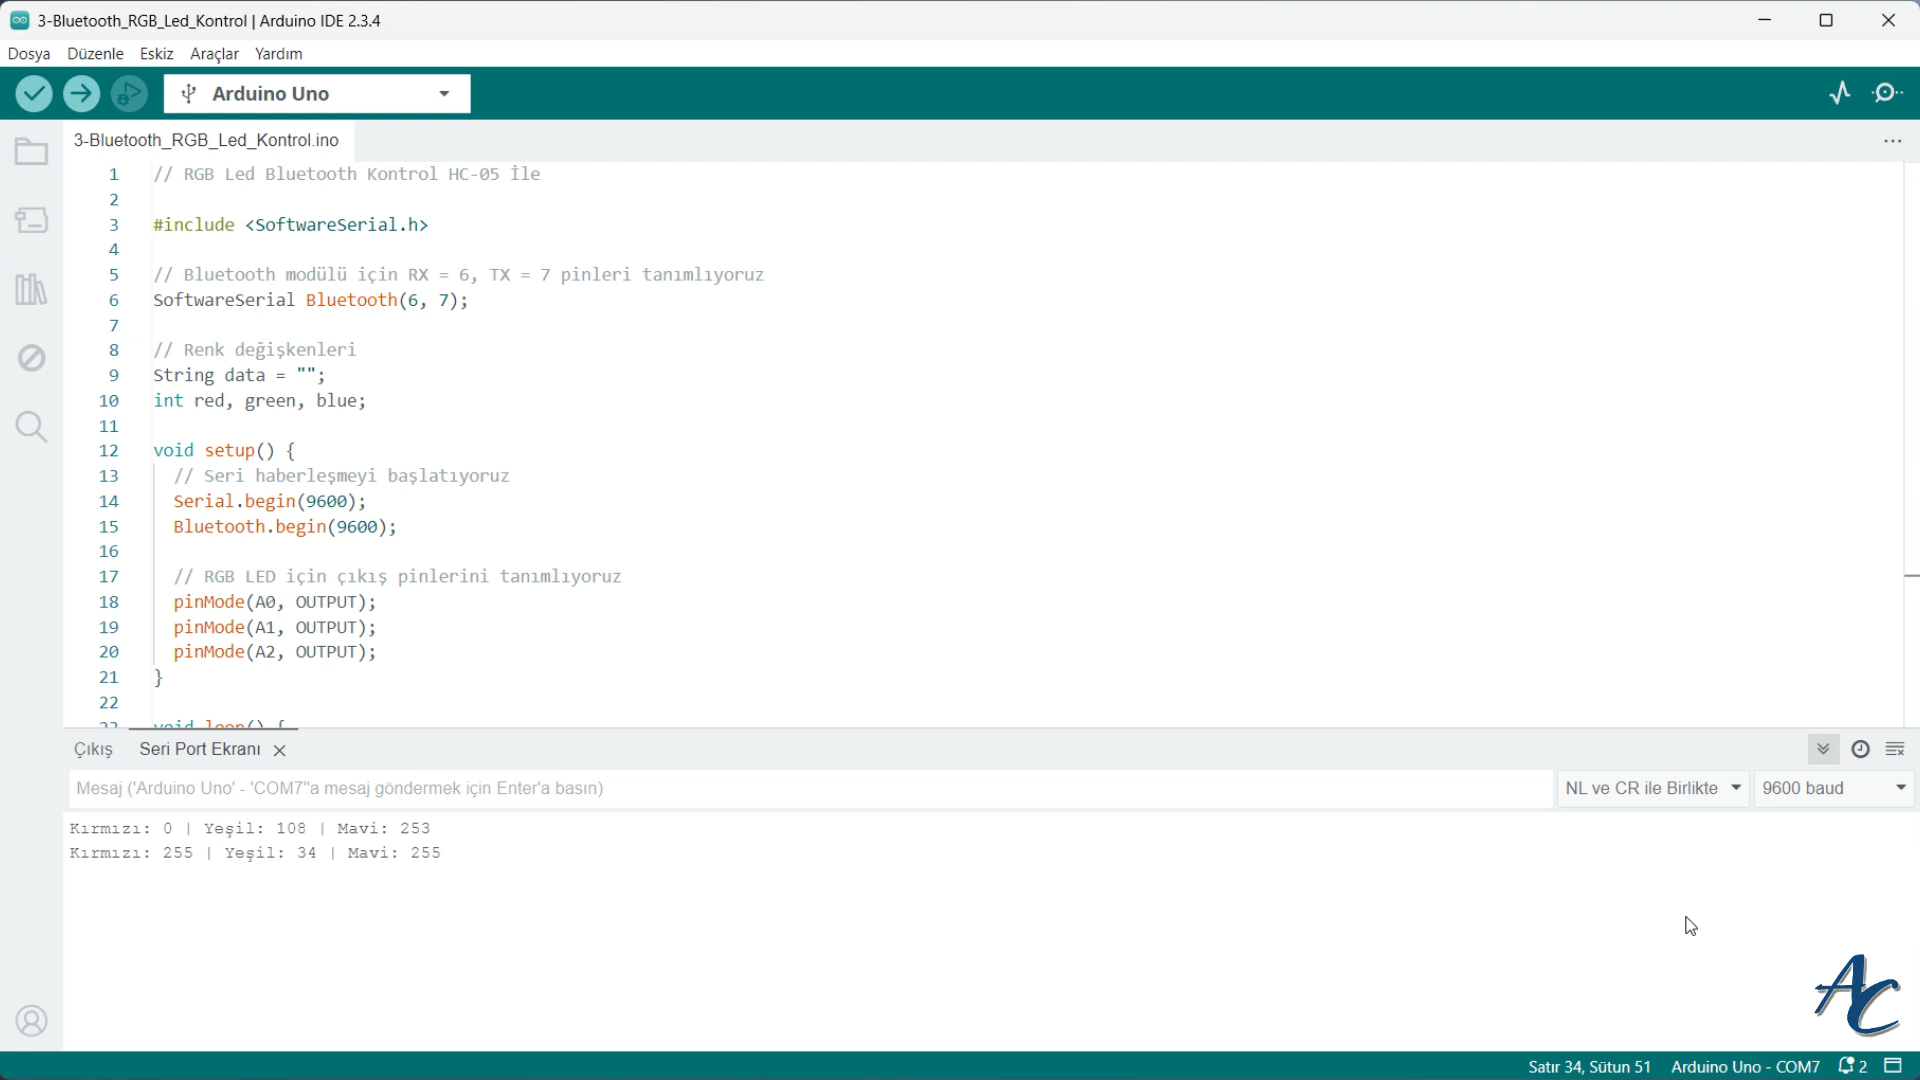 3-Bluetooth_RGB_Led_Kontrol | Arduino IDE 2.3.4
Dosya Düzenle Eskiz Araçlar Yardım
Arduino Uno
3-Bluetooth_RGB_Led_Kontrol.ino
1 // RGB Led Bluetooth Kontrol HC-05 İle
2
3 #include <SoftwareSerial.h>
4
5 // Bluetooth modülü için RX = 6, TX = 7 pinleri tanımlıyoruz
6 SoftwareSerial Bluetooth(6, 7);
7
8 // Renk değişkenleri
9 String data = "";
10 int red, green, blue;
11
12 void setup() {
13 // Seri haberleşmeyi başlatıyoruz
14 Serial.begin(9600);
15 Bluetooth.begin(9600);
16
17 // RGB LED için çıkış pinlerini tanımlıyoruz
18 pinMode(A0, OUTPUT);
19 pinMode(A1, OUTPUT);
20 pinMode(A2, OUTPUT);
21 }
22
23 void loop() {
Çıkış Seri Port Ekranı
Mesaj ('Arduino Uno' - 'COM7''a mesaj göndermek için Enter'a basın) NL ve CR ile Birlikte 9600 baud
Kırmızı: 0 | Yeşil: 108 | Mavi: 253
Kırmızı: 255 | Yeşil: 34 | Mavi: 255
AC
Satır 34, Sütun 51 Arduino Uno - COM7 2